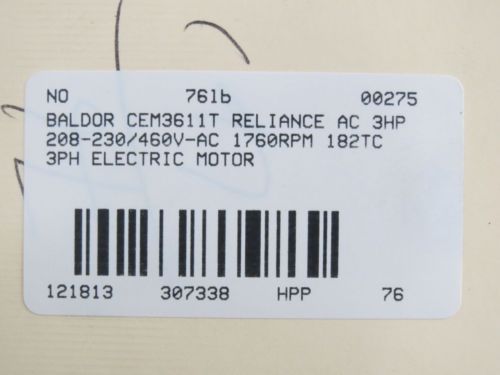 NO 76lb 00275
BALDOR CEM3611T RELIANCE AC 3HP
208-230/460V-AC 1760RPM 182TC
3PH ELECTRIC MOTOR
121813 307338 HPP 76